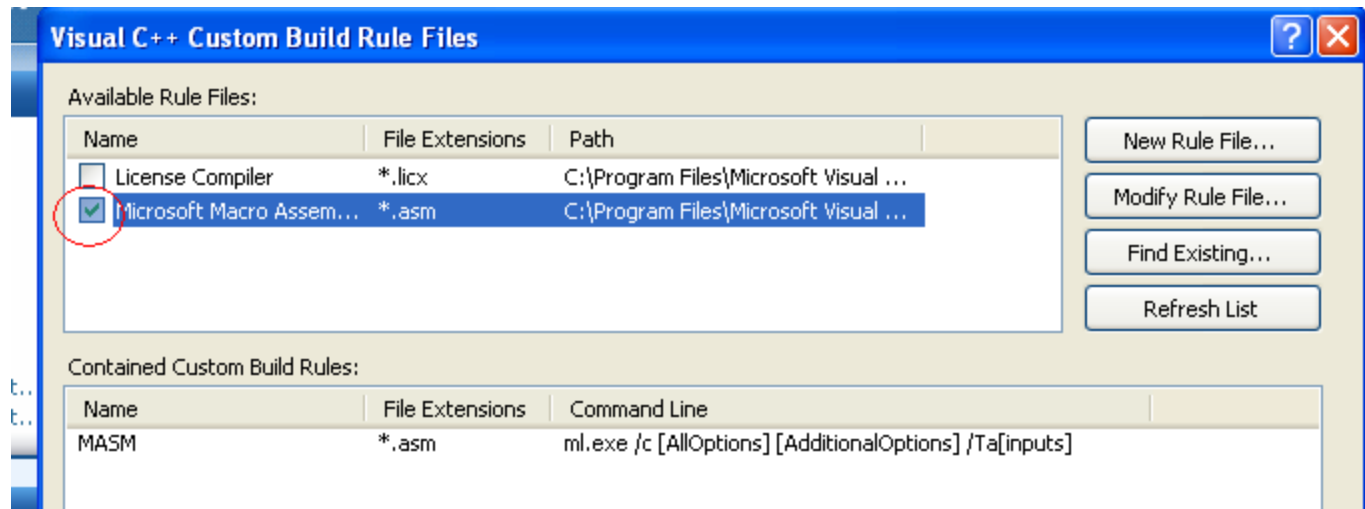 Visual C++ Custom Build Rule Files
Available Rule Files:
Name File Extensions Path
License Compiler *.licx C:\Program Files\Microsoft Visual ...
Microsoft Macro Assem... *.asm C:\Program Files\Microsoft Visual ...
New Rule File...
Modify Rule File...
Find Existing...
Refresh List
Contained Custom Build Rules:
Name File Extensions Command Line
MASM *.asm ml.exe /c [AllOptions] [AdditionalOptions] /Ta[inputs]
t..
t..